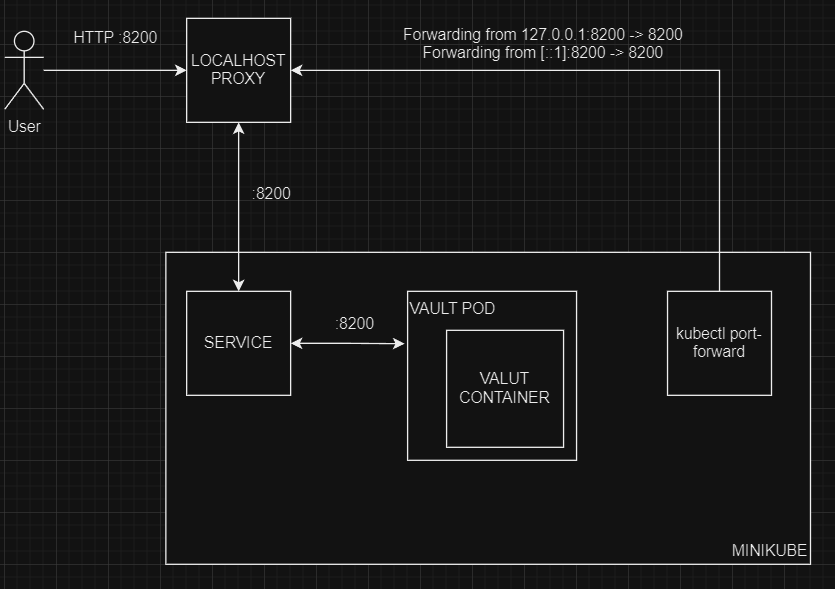 HTTP :8200
User
LOCALHOST
PROXY
Forwarding from 127.0.0.1:8200 -> 8200
Forwarding from [::1]:8200 -> 8200
:8200
SERVICE
:8200
VAULT POD
VALUT
CONTAINER
kubectl port-
forward
MINIKUBE